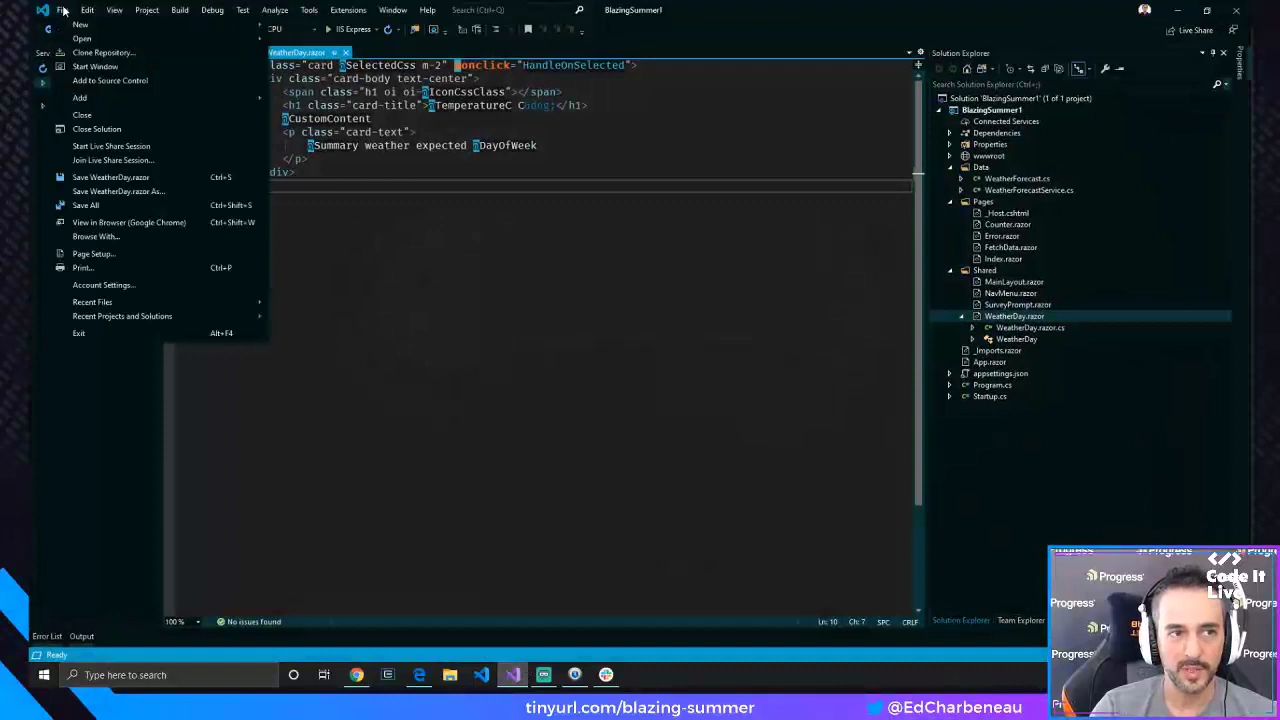 File Edit View Project Build Debug Test Analyze Tools Extensions Window Help Search (Ctrl+Q) BlazingSummer1
CPU IIS Express Live Share
New
Open
Clone Repository...
Start Window
Add to Source Control
Add
Close
Close Solution
Start Live Share Session
Join Live Share Session...
Save WeatherDay.razor Ctrl+S
Save WeatherDay.razor As...
Save All Ctrl+Shift+S
View in Browser (Google Chrome) Ctrl+Shift+W
Browse With...
Page Setup...
Print... Ctrl+P
Account Settings...
Recent Files
Recent Projects and Solutions
Exit Alt+F4
WeatherDay.razor
lass="card @SelectedCss m-2" @onclick="HandleOnSelected">
iv class="card-body text-center">
<span class="h1 oi oi-@IconCssClass"></span>
<h1 class="card-title">@TemperatureC C&dng;</h1>
@CustomContent
<p class="card-text">
@Summary weather expected @DayOfWeek
</p>
div>
100 % No issues found Ln: 10 Ch: 7 SPC CRLF
Solution Explorer
Search Solution Explorer (Ctrl+;)
Solution 'BlazingSummer1' (1 of 1 project)
BlazingSummer1
Connected Services
Dependencies
Properties
wwwroot
Data
WeatherForecast.cs
WeatherForecastService.cs
Pages
_Host.cshtml
Counter.razor
Error.razor
FetchData.razor
Index.razor
Shared
MainLayout.razor
NavMenu.razor
SurveyPrompt.razor
WeatherDay.razor
WeatherDay.razor.cs
WeatherDay
_Imports.razor
App.razor
appsettings.json
Program.cs
Startup.cs
Properties
Solution Explorer Team Explorer
Serv
Error List Output
Ready
Type here to search
Progress
Progress
Progress
Progress
Code It
Live
tinyurl.com/blazing-summer @EdCharbeneau